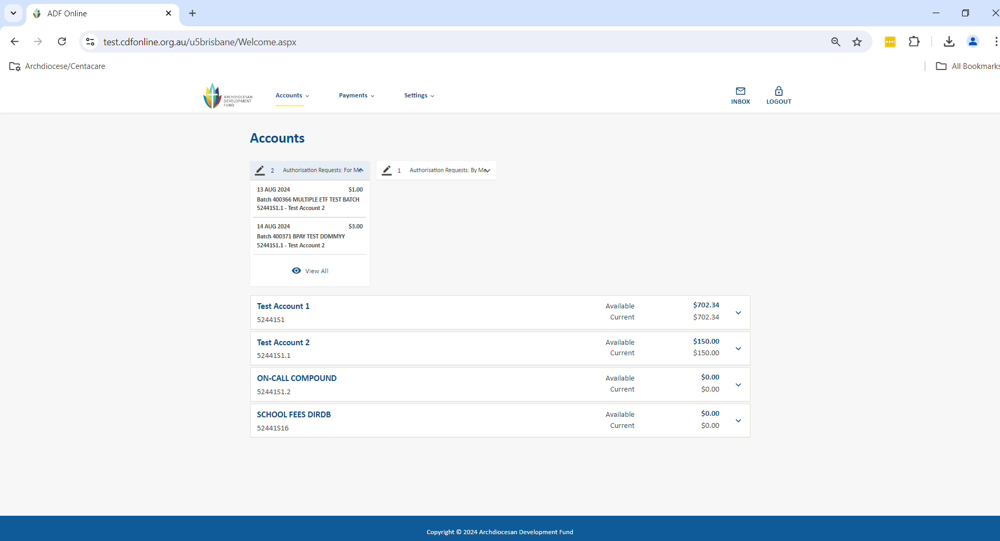 ADF Online
test.cdfonline.org.au/u5brisbane/Welcome.aspx
Archdiocese/Centacare
All Bookmarks
ARCHDIOCESAN
DEVELOPMENT
FUND
Accounts
Payments
Settings
INBOX
LOGOUT
Accounts
2 Authorisation Requests: For Me
1 Authorisation Requests: By Me
13 AUG 2024 $1.00
Batch 400366 MULTIPLE ETF TEST BATCH
52441S1.1 - Test Account 2
14 AUG 2024 $3.00
Batch 400371 BPAY TEST DDMMYY
52441S1.1 - Test Account 2
View All
Test Account 1 Available $702.34
52441S1 Current $702.34
Test Account 2 Available $150.00
52441S1.1 Current $150.00
ON-CALL COMPOUND Available $0.00
52441S1.2 Current $0.00
SCHOOL FEES DIRDB Available $0.00
52441S16 Current $0.00
Copyright © 2024 Archdiocesan Development Fund